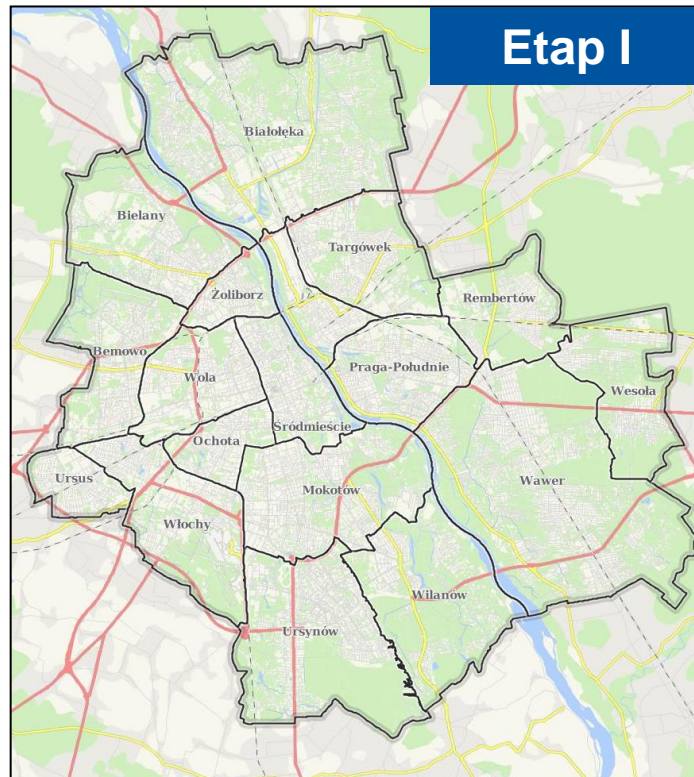 Etap I
Białołęka
Bielany
Targówek
Żoliborz
Rembertów
Bemowo
Praga-Południe
Wola
Wesoła
Śródmieście
Ochota
Ursus
Wawer
Mokotów
Włochy
Wilanów
Ursynów